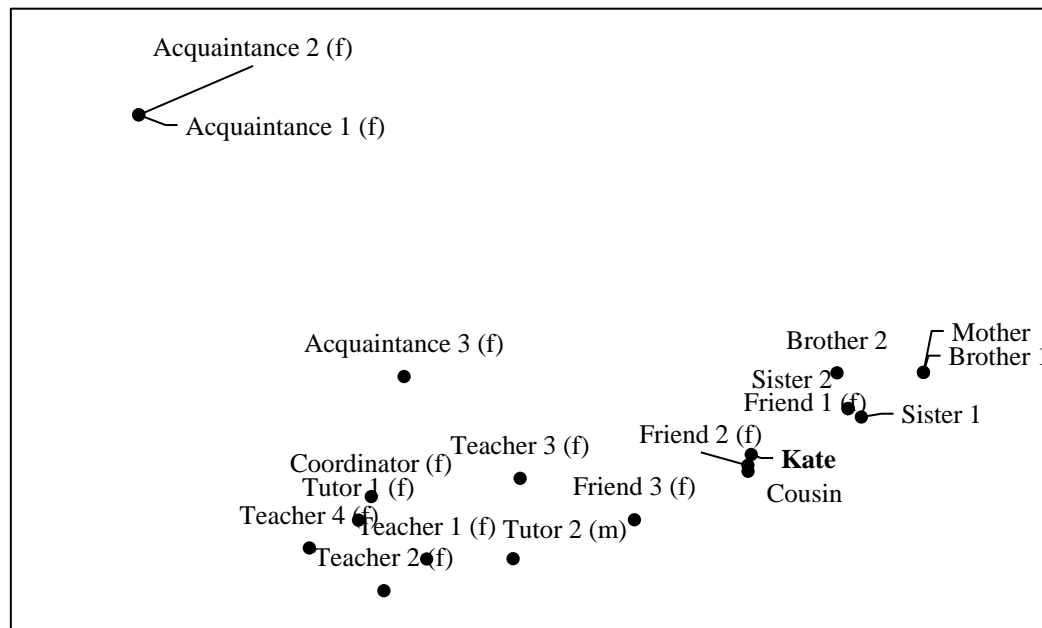 Acquaintance 2 (f)
Acquaintance 1 (f)
Mother
Brother 2
Brother 1
Acquaintance 3 (f)
Sister 2
Friend 1 (f)
Sister 1
Friend 2 (f)
Teacher 3 (f)
Kate
Coordinator (f)
Tutor 1 (f)
Friend 3 (f)
Cousin
Teacher 4 (f)
Teacher 1 (f)
Tutor 2 (m)
Teacher 2 (f)